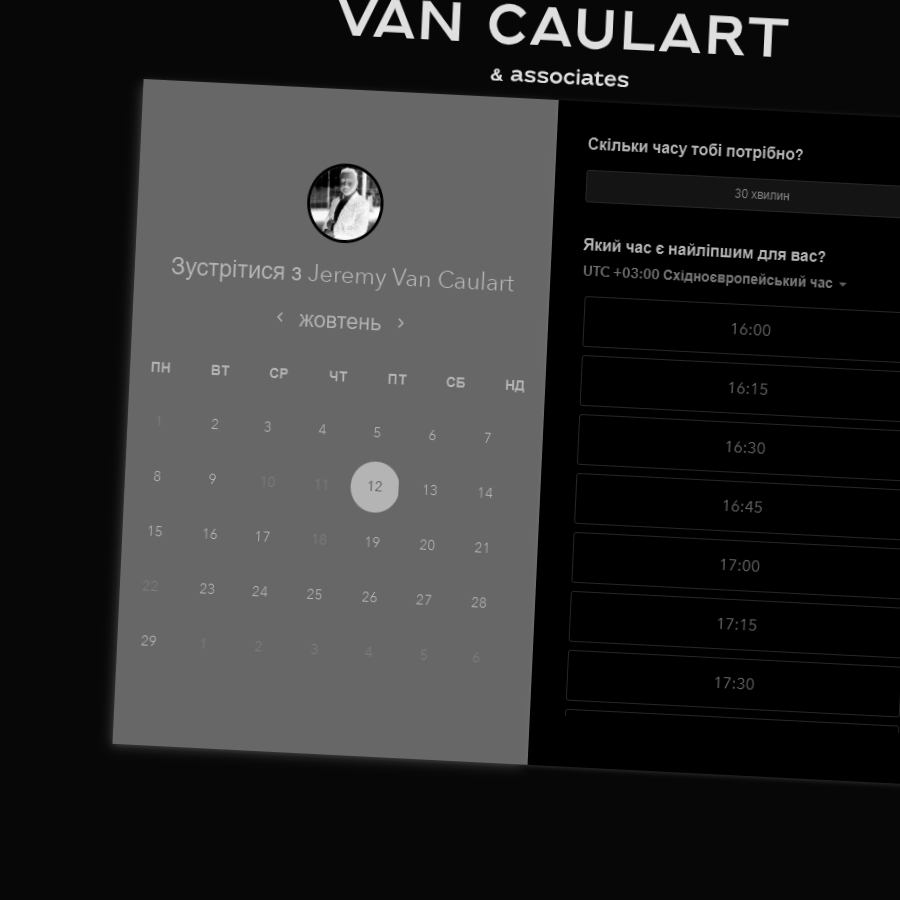 VAN CAULART
& associates
Зустрітися з Jeremy Van Caulart
жовтень
ПН ВТ СР ЧТ ПТ СБ НД
1 2 3 4 5 6 7
8 9 10 11 12 13 14
15 16 17 18 19 20 21
22 23 24 25 26 27 28
29 1 2 3 4 5 6
Скільки часу тобі потрібно?
30 хвилин
Який час є найліпшим для вас?
UTC +03:00 Східноєвропейський час
16:00
16:15
16:30
16:45
17:00
17:15
17:30